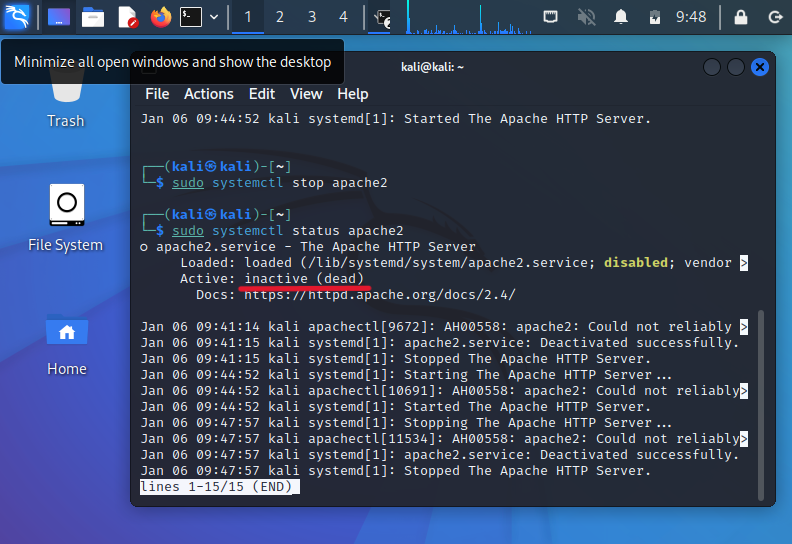 1 2 3 4 9:48
Minimize all open windows and show the desktop
kali@kali: ~
File Actions Edit View Help
Trash
File System
Home
Jan 06 09:44:52 kali systemd[1]: Started The Apache HTTP Server.
┌──(kali㉿kali)-[~]
└─$ sudo systemctl stop apache2
┌──(kali㉿kali)-[~]
└─$ sudo systemctl status apache2
○ apache2.service - The Apache HTTP Server
Loaded: loaded (/lib/systemd/system/apache2.service; disabled; vendor >
Active: inactive (dead)
Docs: https://httpd.apache.org/docs/2.4/
Jan 06 09:41:14 kali apachectl[9672]: AH00558: apache2: Could not reliably >
Jan 06 09:41:15 kali systemd[1]: apache2.service: Deactivated successfully.
Jan 06 09:41:15 kali systemd[1]: Stopped The Apache HTTP Server.
Jan 06 09:44:52 kali systemd[1]: Starting The Apache HTTP Server...
Jan 06 09:44:52 kali apachectl[10691]: AH00558: apache2: Could not reliably>
Jan 06 09:44:52 kali systemd[1]: Started The Apache HTTP Server.
Jan 06 09:47:57 kali systemd[1]: Stopping The Apache HTTP Server...
Jan 06 09:47:57 kali apachectl[11534]: AH00558: apache2: Could not reliably>
Jan 06 09:47:57 kali systemd[1]: apache2.service: Deactivated successfully.
Jan 06 09:47:57 kali systemd[1]: Stopped The Apache HTTP Server.
lines 1-15/15 (END)